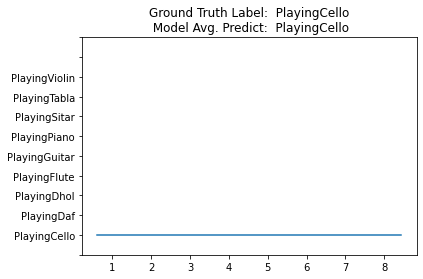 Ground Truth Label:  PlayingCello
Model Avg. Predict:  PlayingCello
PlayingViolin
PlayingTabla
PlayingSitar
PlayingPiano
PlayingGuitar
PlayingFlute
PlayingDhol
PlayingDaf
PlayingCello
1 2 3 4 5 6 7 8